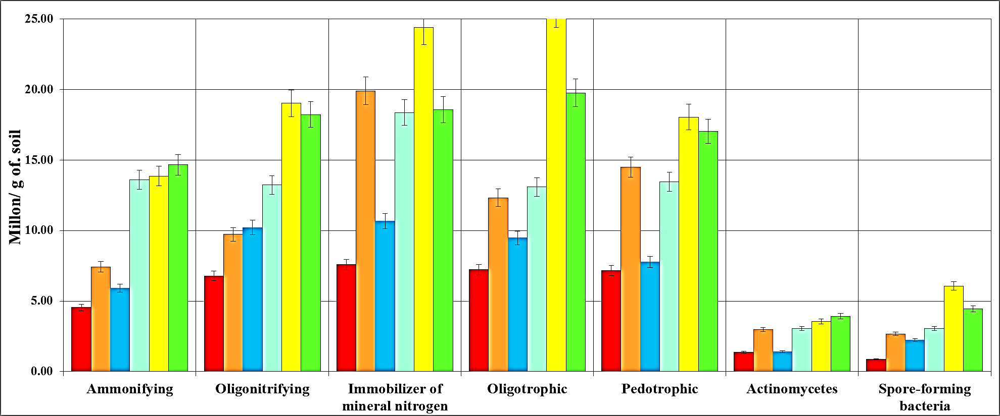 25.00
20.00
15.00
10.00
5.00
0.00
Millon/ g of. soil
Ammonifying
Oligonitrifying
Immobilizer of
mineral nitrogen
Oligotrophic
Pedotrophic
Actinomycetes
Spore-forming
bacteria